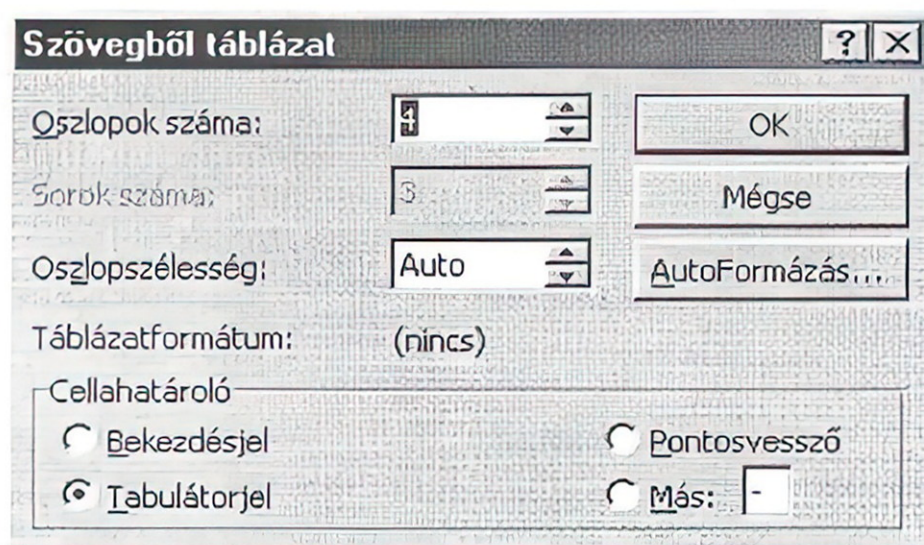 Szövegből táblázat
Oszlopok száma: 4 OK
Sorok száma: 3 Mégse
Oszlopszélesség: Auto AutoFormázás...
Táblázatformátum: (nincs)
Cellahatároló
Bekezdésjel Pontosvessző
Tabulátorjel Más: -